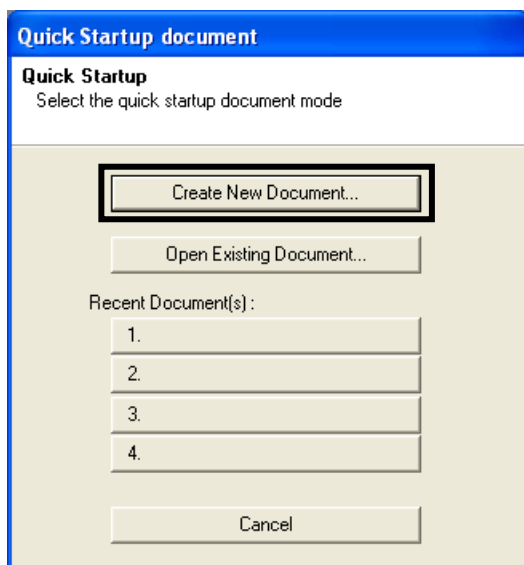 Quick Startup document
Quick Startup
Select the quick startup document mode
Create New Document...
Open Existing Document...
Recent Document(s) :
1.
2.
3.
4.
Cancel